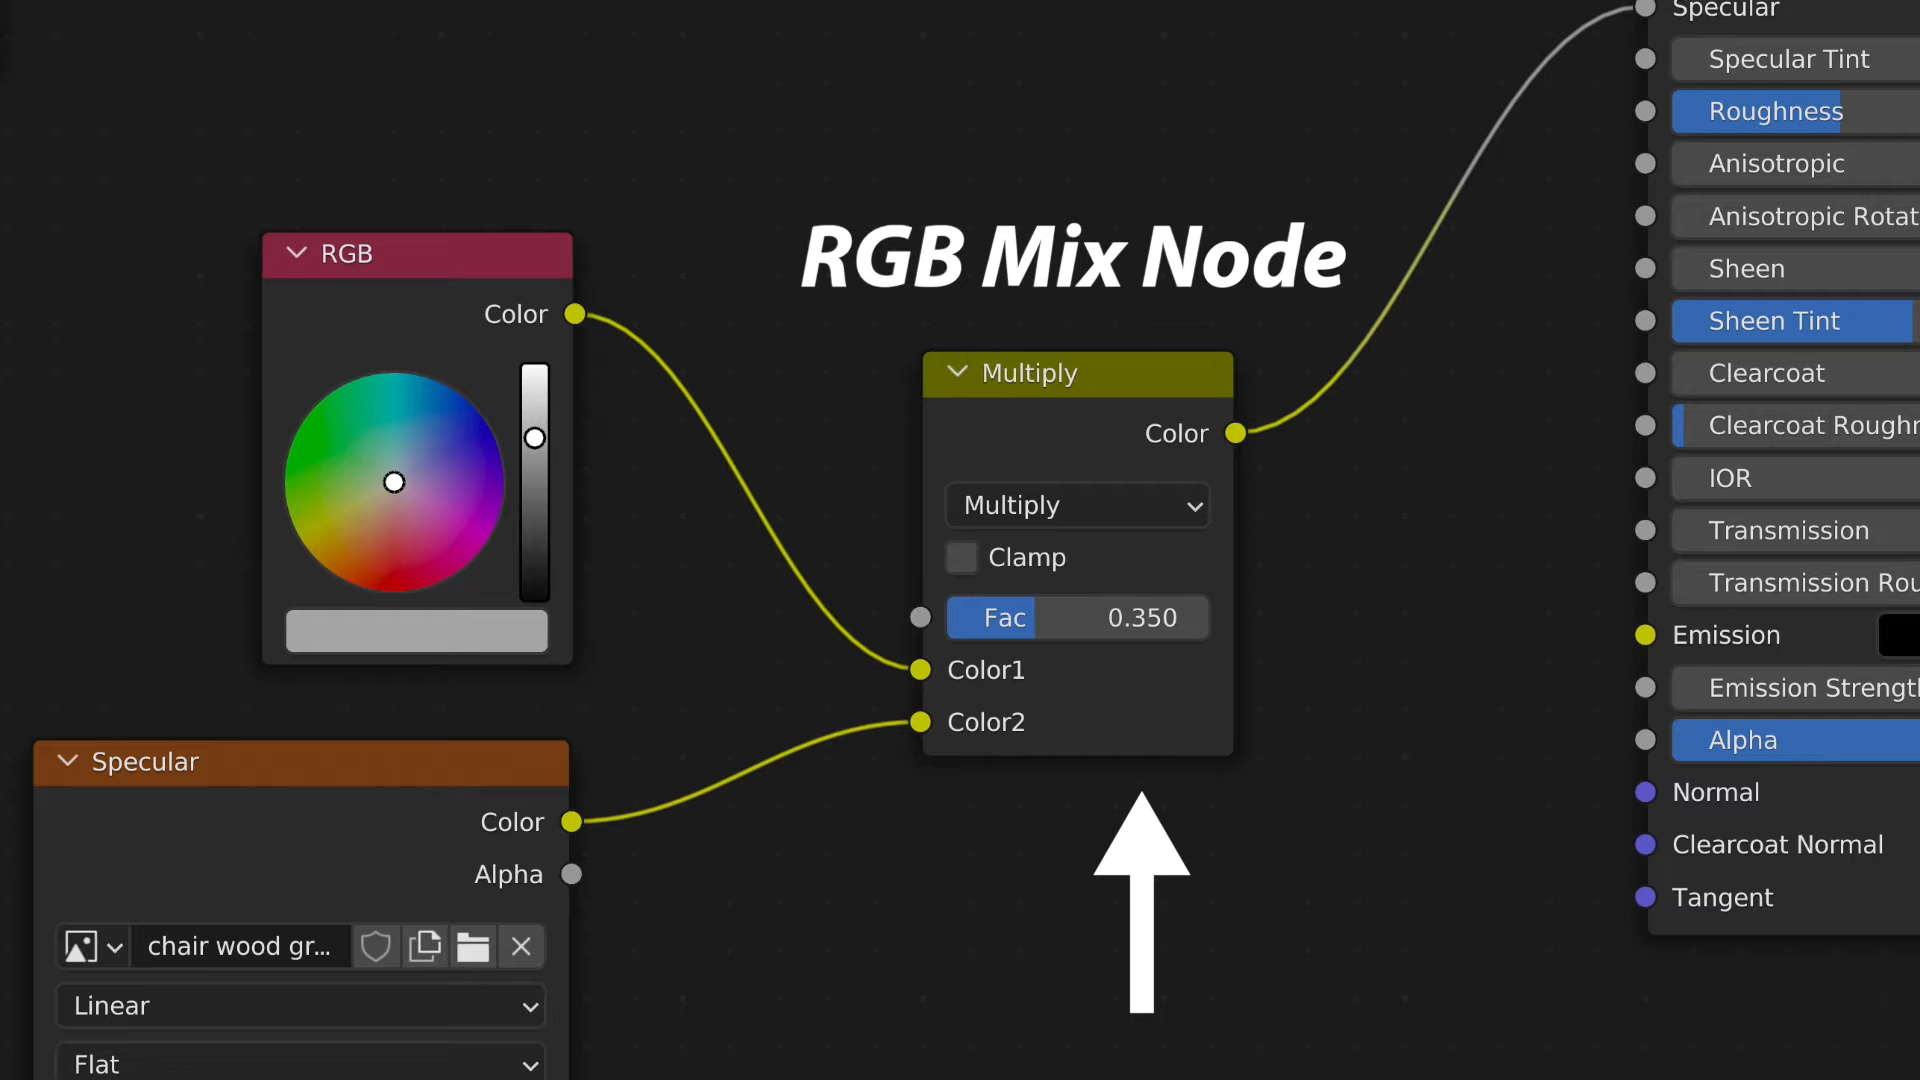 RGB Mix Node
RGB
Color
Specular
Color
Alpha
chair wood gr...
Linear
Flat
Multiply
Color
Multiply
Clamp
Fac 0.350
Color1
Color2
Specular
Specular Tint
Roughness
Anisotropic
Anisotropic Rotat
Sheen
Sheen Tint
Clearcoat
Clearcoat Roughr
IOR
Transmission
Transmission Rou
Emission
Emission Strengt
Alpha
Normal
Clearcoat Normal
Tangent